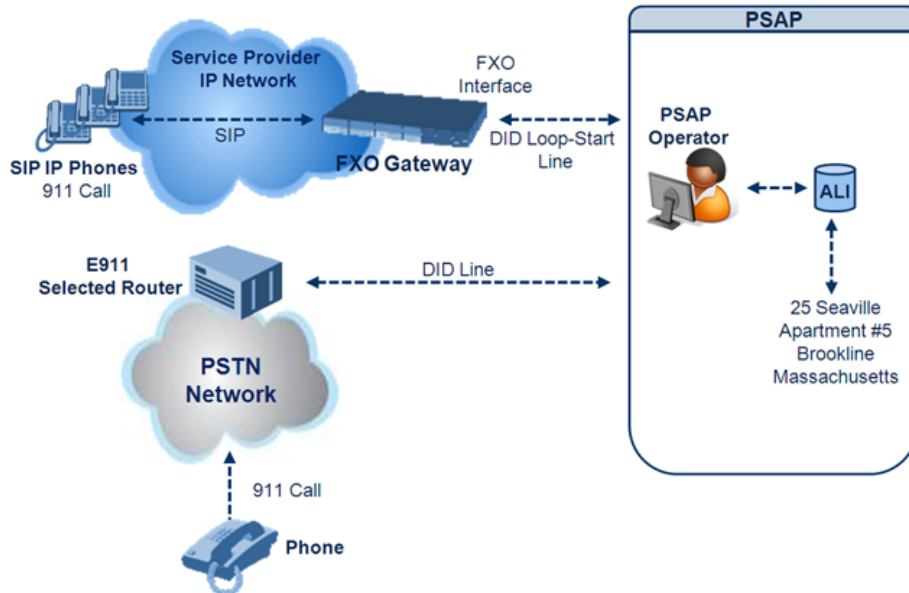 PSAP
Service Provider
IP Network
SIP
SIP IP Phones
911 Call
FXO Gateway
FXO
Interface
DID Loop-Start
Line
PSAP
Operator
ALI
25 Seaville
Apartment #5
Brookline
Massachusetts
E911
Selected Router
DID Line
PSTN
Network
911 Call
Phone